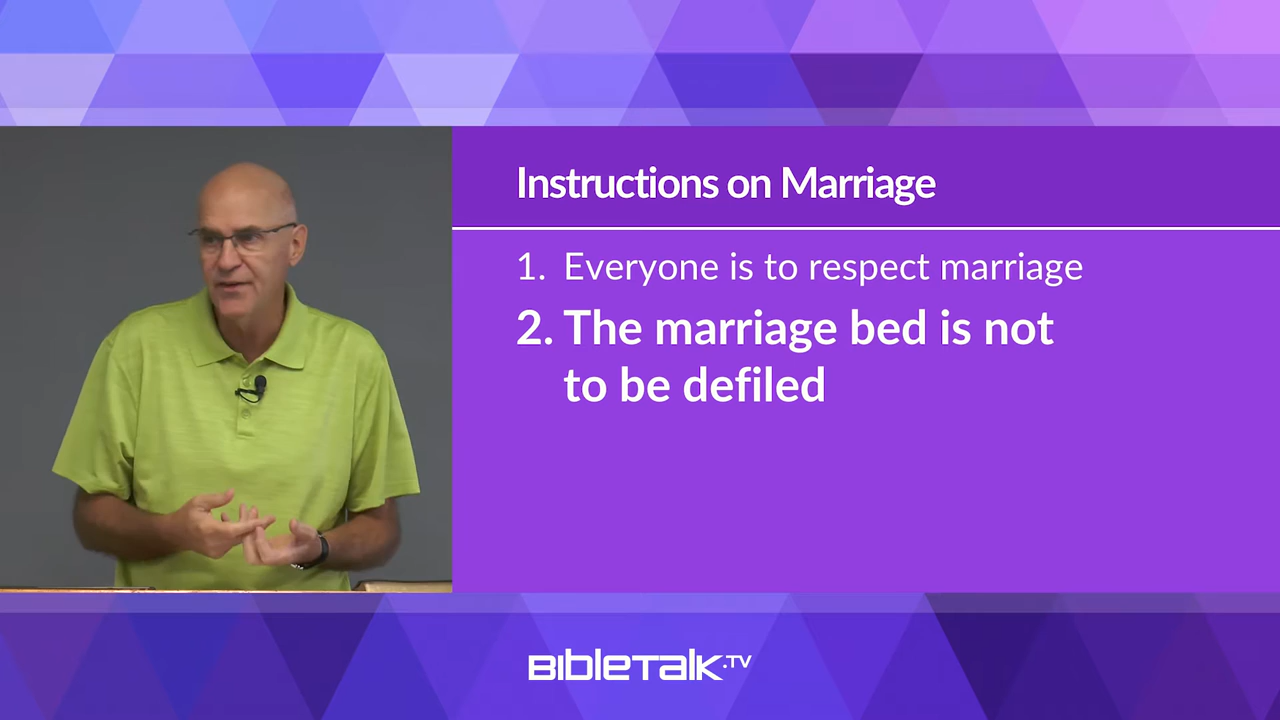 Instructions on Marriage
1. Everyone is to respect marriage
2. The marriage bed is not
to be defiled
BibleTalk.TV